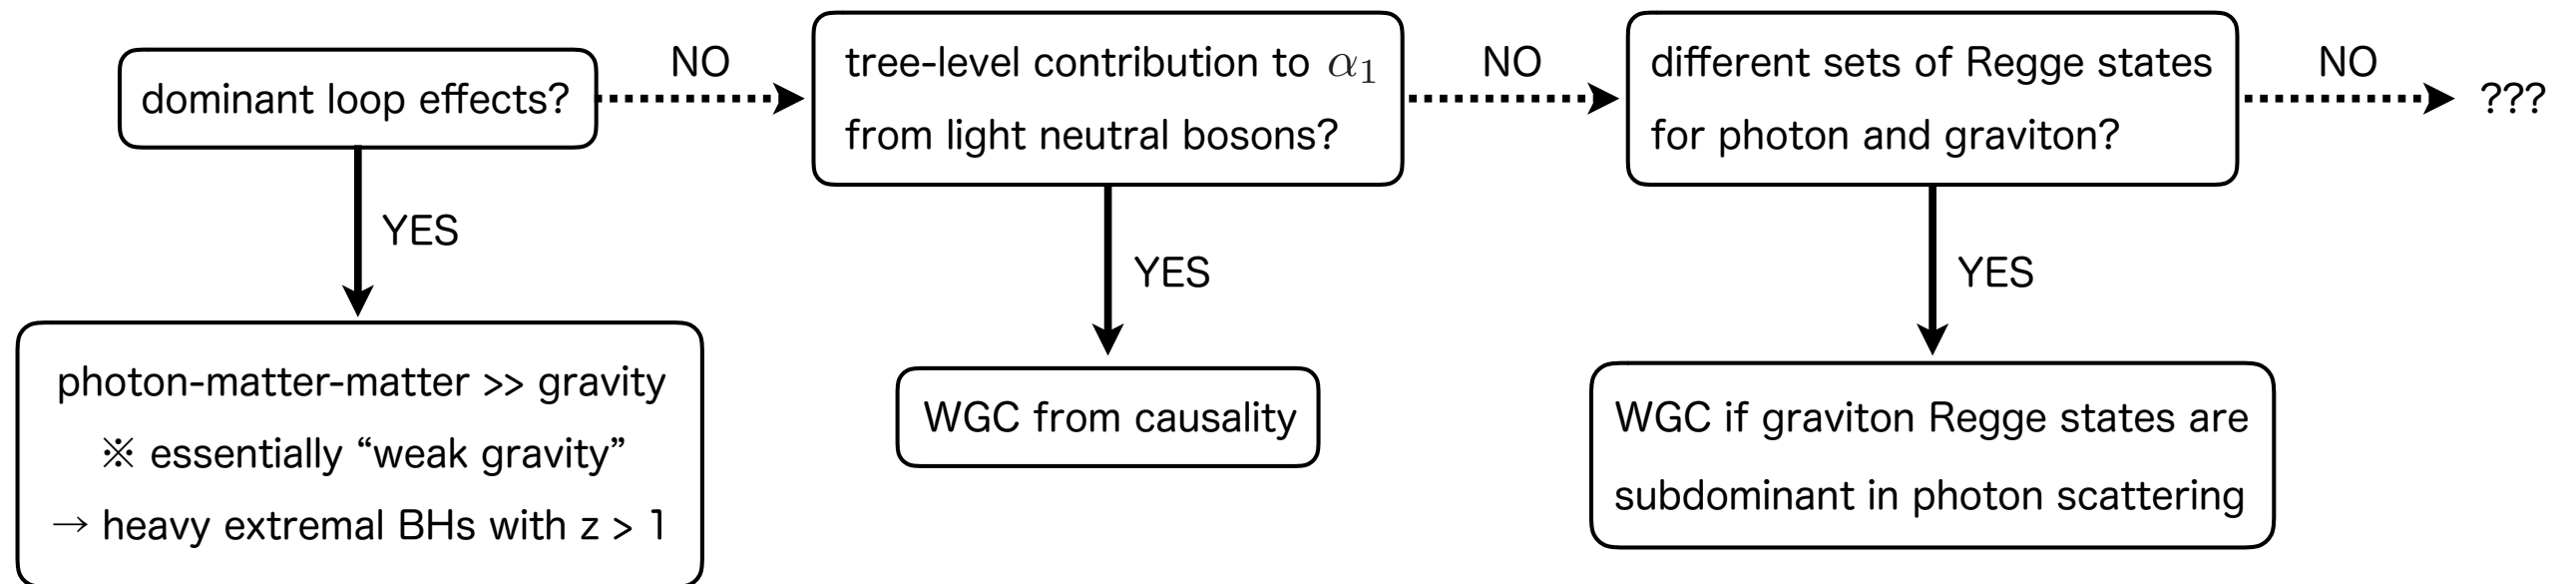 dominant loop effects?
NO
tree-level contribution to α₁
from light neutral bosons?
NO
different sets of Regge states
for photon and graviton?
NO
???
YES
YES
YES
photon-matter-matter >> gravity
※ essentially “weak gravity”
→ heavy extremal BHs with z > 1
WGC from causality
WGC if graviton Regge states are
subdominant in photon scattering